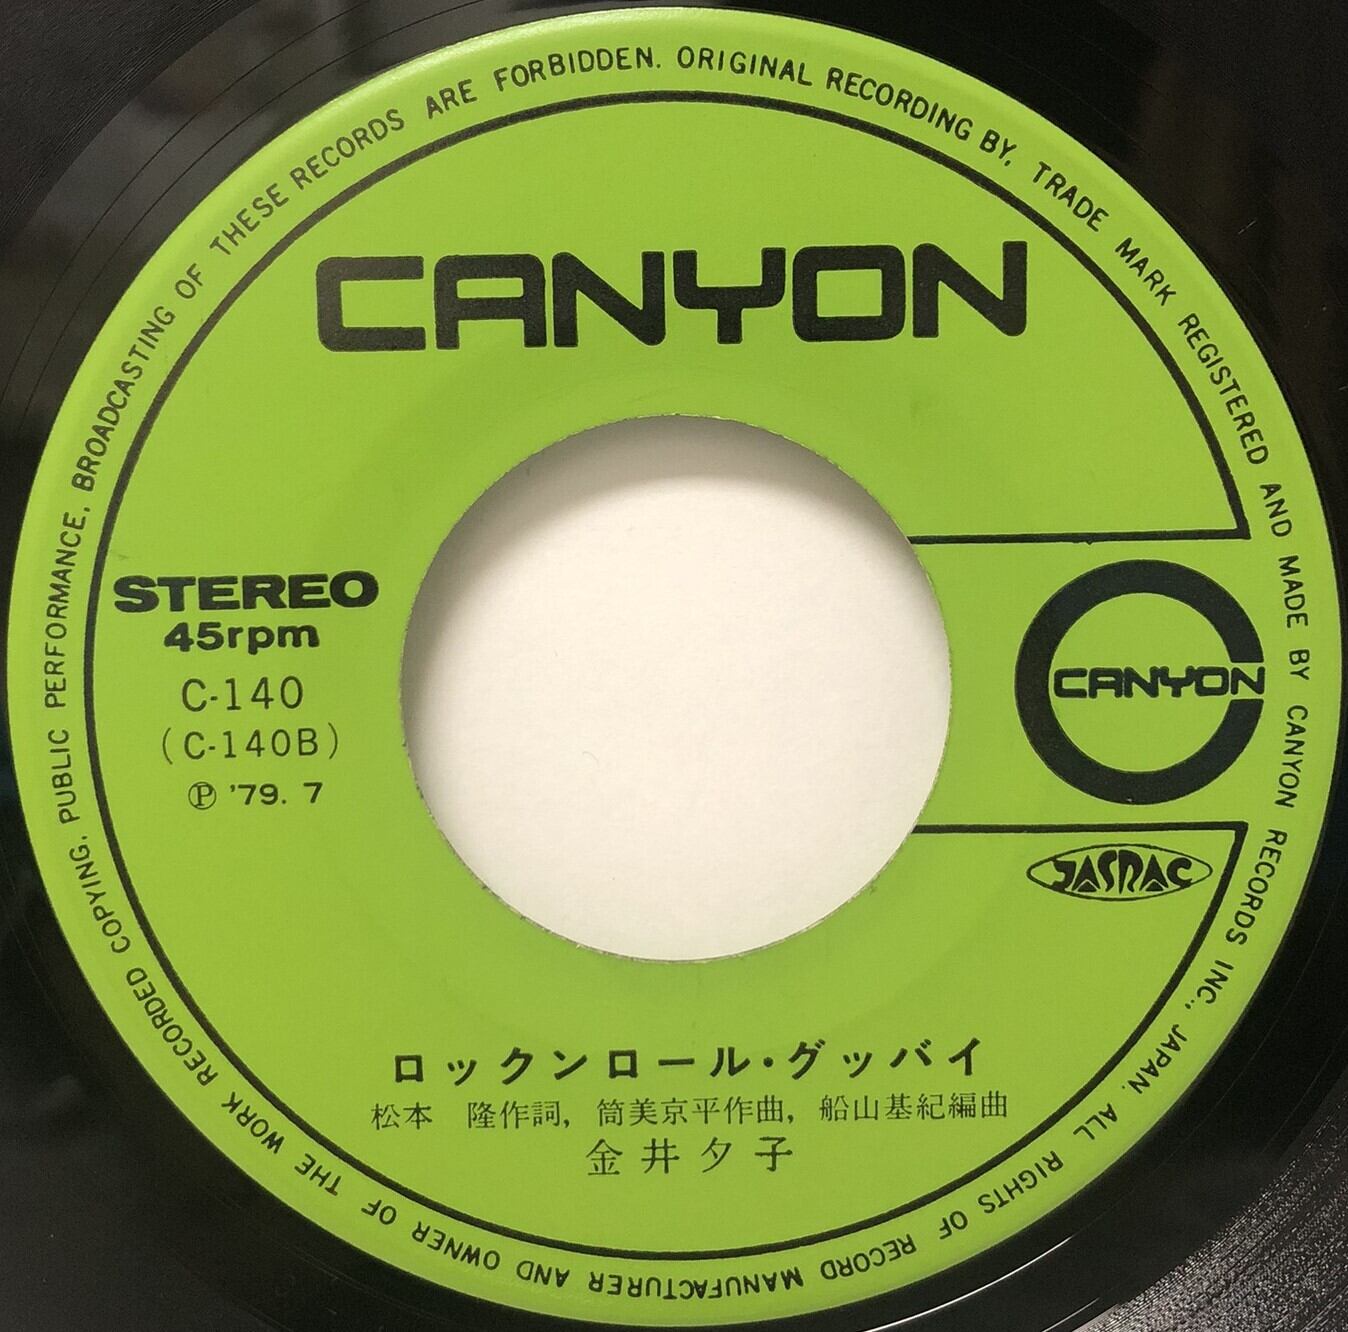 ORIGINAL RECORDING BY, TRADE MARK REGISTERED AND MADE BY CANYON RECORDS INC., JAPAN. ALL RIGHTS OF RECORD MANUFACTURER AND OWNER OF THE WORK RECORDED COPYING, PUBLIC PERFORMANCE, BROADCASTING OF THESE RECORDS ARE FORBIDDEN.
CANYON
STEREO
45rpm
C-140
(C-140B)
Ⓟ '79. 7
CANYON
JASRAC
ロックンロール・グッバイ
松本 隆作詞, 筒美京平作曲, 船山基紀編曲
金井夕子